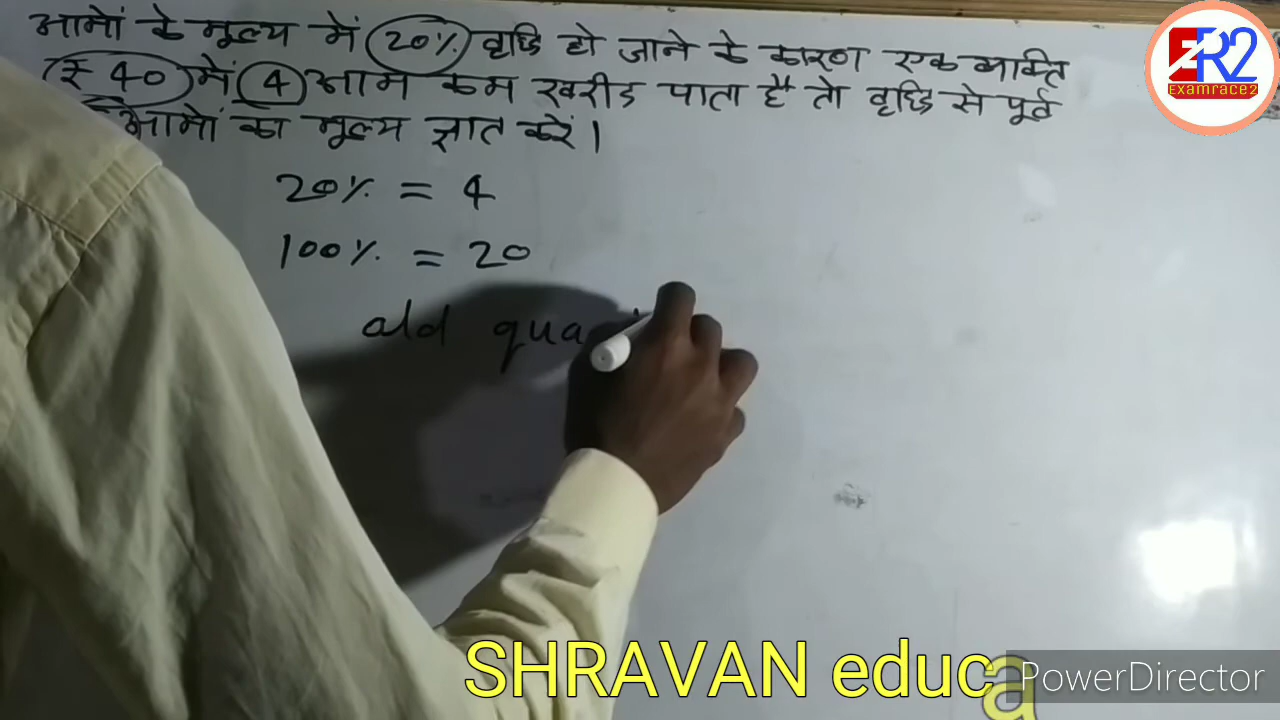 आमों के मूल्य में 20% वृद्धि हो जाने के कारण एक व्यक्ति
₹ 40 में 4 आम कम खरीद पाता है तो वृद्धि से पूर्व
आमों का मूल्य ज्ञात करें।
20% = 4
100% = 20
old qua
ER2
Examrace2
SHRAVAN educa
PowerDirector